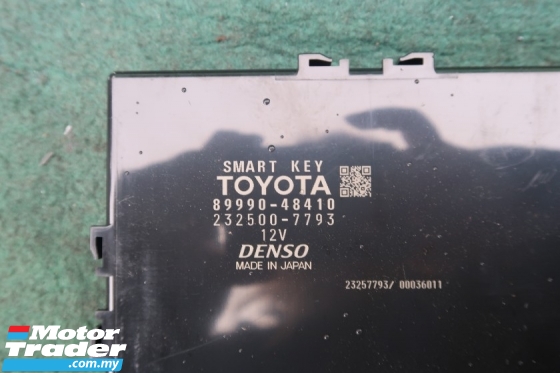 SMART KEY
TOYOTA
89990-48410
232500-7793
12V
DENSO
MADE IN JAPAN
23257793/ 00036011
Motor
Trader
.com.my